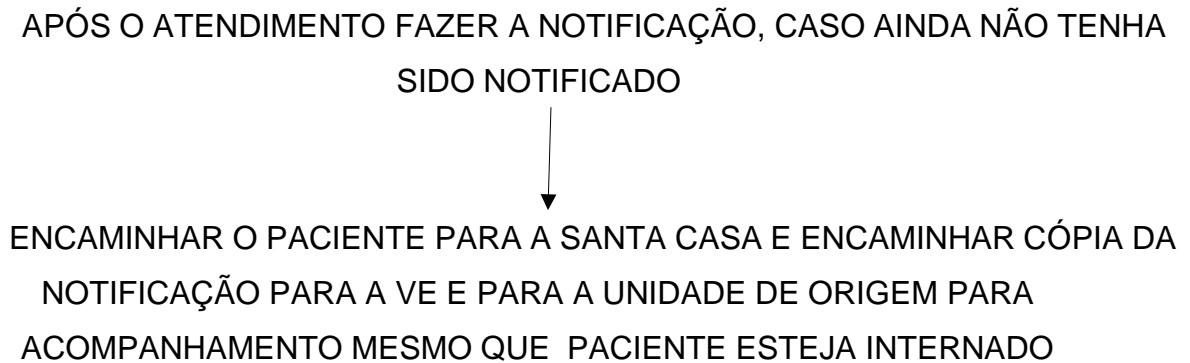 APÓS O ATENDIMENTO FAZER A NOTIFICAÇÃO, CASO AINDA NÃO TENHA
SIDO NOTIFICADO
ENCAMINHAR O PACIENTE PARA A SANTA CASA E ENCAMINHAR CÓPIA DA
NOTIFICAÇÃO PARA A VE E PARA A UNIDADE DE ORIGEM PARA
ACOMPANHAMENTO MESMO QUE PACIENTE ESTEJA INTERNADO